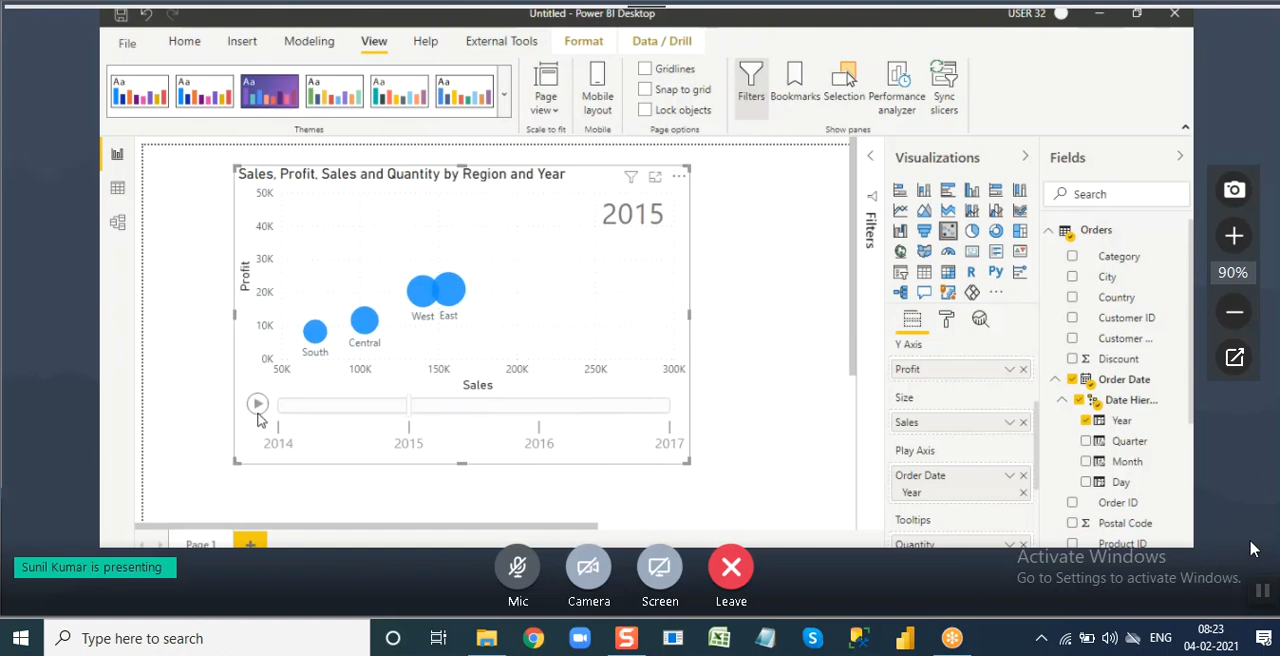 Untitled - Power BI Desktop
USER 32
File
Home
Insert
Modeling
View
Help
External Tools
Format
Data / Drill
Aa
Aa
Aa
Aa
Aa
Aa
Page
view
Mobile
layout
Gridlines
Snap to grid
Lock objects
Filters
Bookmarks
Selection
Performance
analyzer
Sync
slicers
Themes
Scale to fit
Mobile
Page options
Show panes
Sales, Profit, Sales and Quantity by Region and Year
2015
50K
40K
30K
20K
10K
0K
Profit
South
Central
West
East
50K
100K
150K
200K
250K
300K
Sales
2014
2015
2016
2017
Page 1
Filters
Visualizations
R
Py
Y Axis
Profit
Size
Sales
Play Axis
Order Date
Year
Tooltips
Quantity
Fields
Search
Orders
Category
City
Country
Customer ID
Customer ...
Σ Discount
Order Date
Date Hier...
Year
Quarter
Month
Day
Order ID
Σ Postal Code
Product ID
90%
Activate Windows
Go to Settings to activate Windows.
Sunil Kumar is presenting
Mic
Camera
Screen
Leave
Type here to search
ENG
08:23
04-02-2021